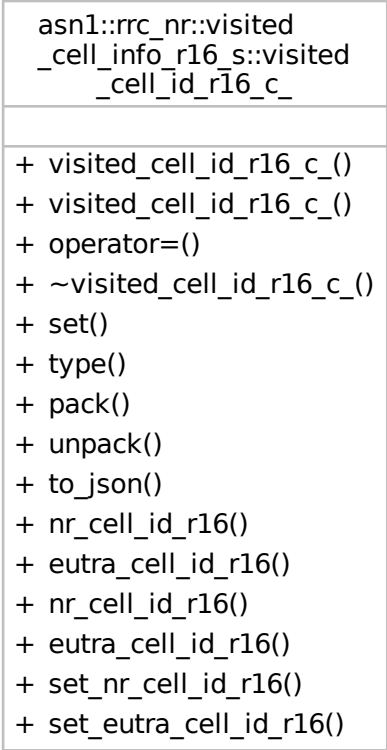 asn1::rrc_nr::visited
_cell_info_r16_s::visited
_cell_id_r16_c_
+ visited_cell_id_r16_c_()
+ visited_cell_id_r16_c_()
+ operator=()
+ ~visited_cell_id_r16_c_()
+ set()
+ type()
+ pack()
+ unpack()
+ to_json()
+ nr_cell_id_r16()
+ eutra_cell_id_r16()
+ nr_cell_id_r16()
+ eutra_cell_id_r16()
+ set_nr_cell_id_r16()
+ set_eutra_cell_id_r16()